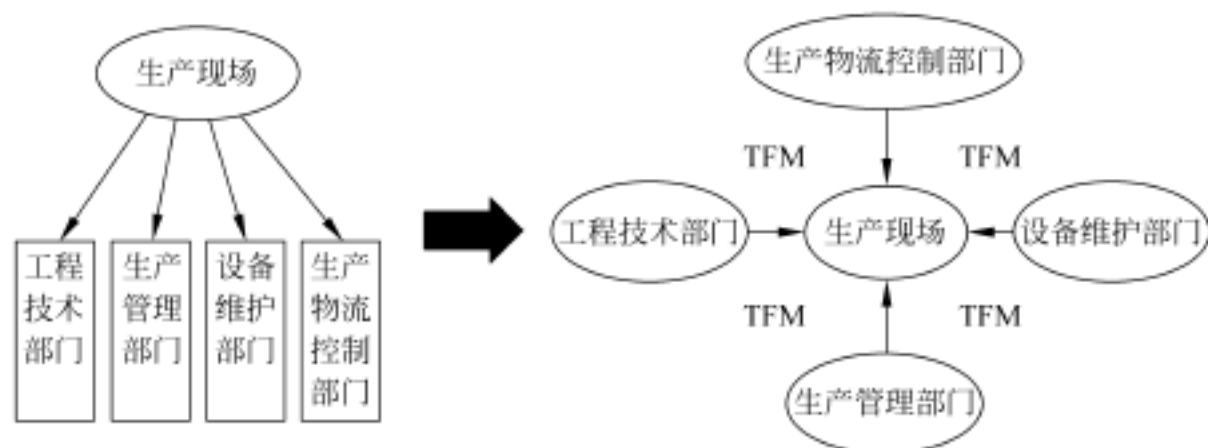 生产现场
工程
技术
部门
生产
管理
部门
设备
维护
部门
生产
物流
控制
部门
生产物流控制部门
TFM
TFM
工程技术部门
生产现场
设备维护部门
TFM
TFM
生产管理部门